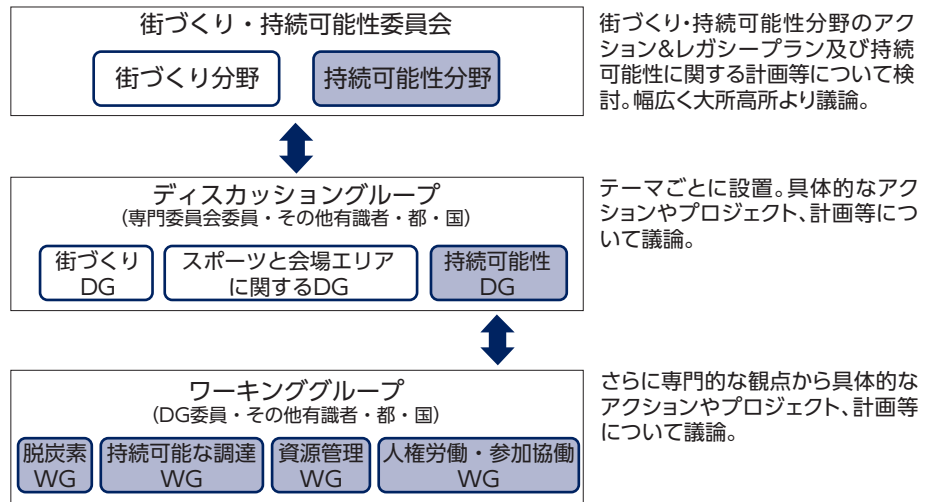 街づくり・持続可能性委員会
街づくり分野
持続可能性分野
街づくり・持続可能性分野のアク
ション&レガシープラン及び持続
可能性に関する計画等について検
討。幅広く大所高所より議論。
ディスカッショングループ
(専門委員会委員・その他有識者・都・国)
街づくり
DG
スポーツと会場エリア
に関するDG
持続可能性
DG
テーマごとに設置。具体的なアク
ションやプロジェクト、計画等につ
いて議論。
ワーキンググループ
(DG委員・その他有識者・都・国)
脱炭素
WG
持続可能な調達
WG
資源管理
WG
人権労働・参加協働
WG
さらに専門的な観点から具体的な
アクションやプロジェクト、計画等
について議論。